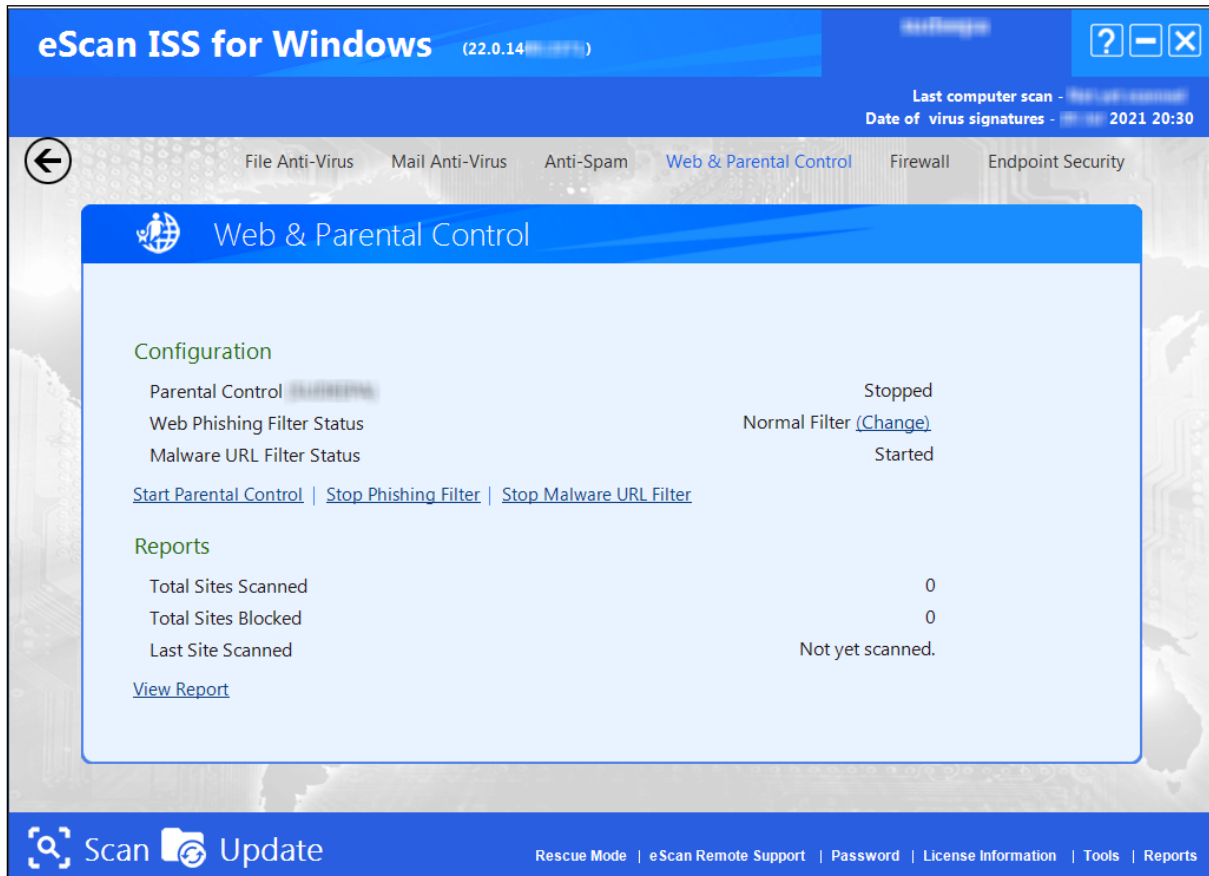 eScan ISS for Windows (22.0.14 )
Last computer scan -
Date of virus signatures - 2021 20:30
File Anti-Virus Mail Anti-Virus Anti-Spam Web & Parental Control Firewall Endpoint Security
Web & Parental Control
Configuration
Parental Control Stopped
Web Phishing Filter Status Normal Filter (Change)
Malware URL Filter Status Started
Start Parental Control | Stop Phishing Filter | Stop Malware URL Filter
Reports
Total Sites Scanned 0
Total Sites Blocked 0
Last Site Scanned Not yet scanned.
View Report
Scan Update Rescue Mode | eScan Remote Support | Password | License Information | Tools | Reports